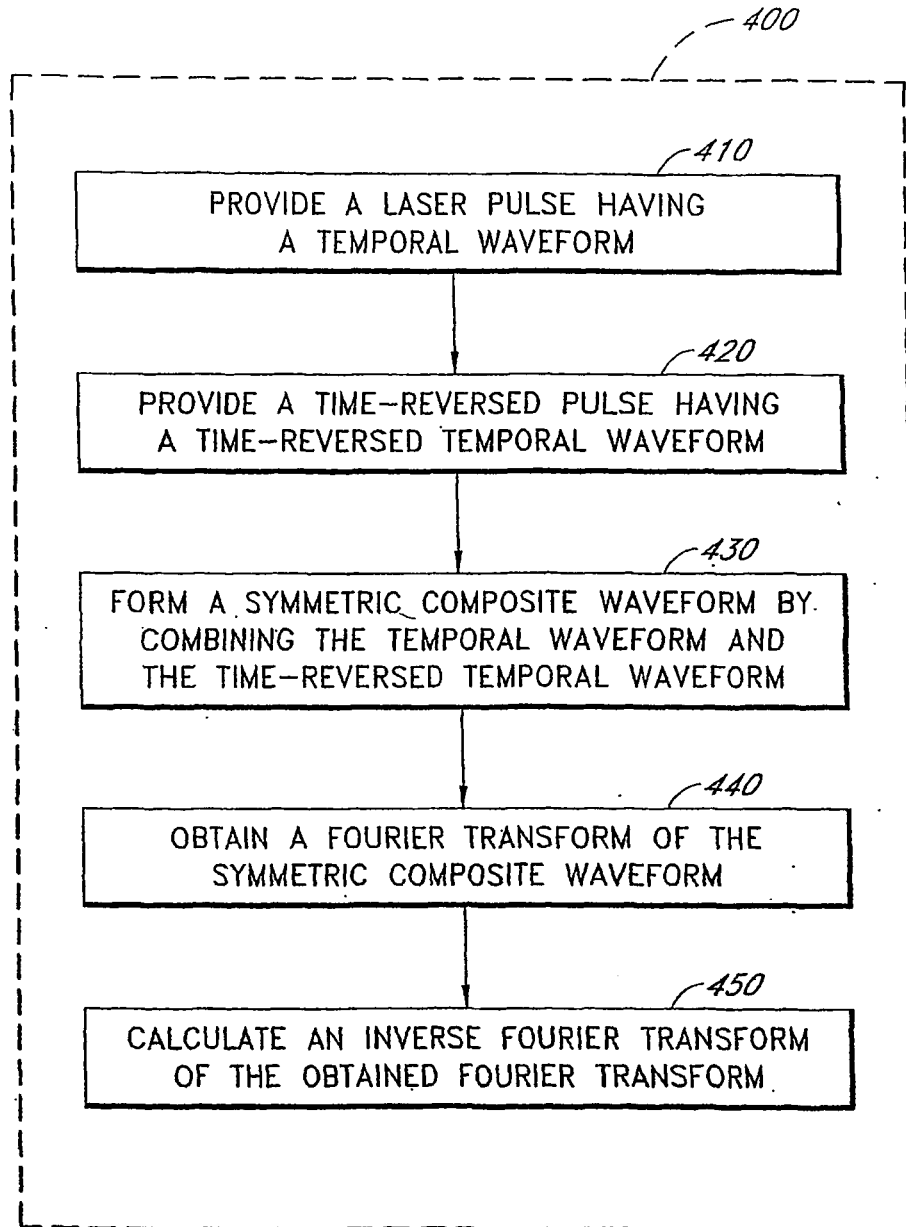 400
410
PROVIDE A LASER PULSE HAVING
A TEMPORAL WAVEFORM
420
PROVIDE A TIME-REVERSED PULSE HAVING
A TIME-REVERSED TEMPORAL WAVEFORM
430
FORM A SYMMETRIC COMPOSITE WAVEFORM BY
COMBINING THE TEMPORAL WAVEFORM AND
THE TIME-REVERSED TEMPORAL WAVEFORM
440
OBTAIN A FOURIER TRANSFORM OF THE
SYMMETRIC COMPOSITE WAVEFORM
450
CALCULATE AN INVERSE FOURIER TRANSFORM
OF THE OBTAINED FOURIER TRANSFORM